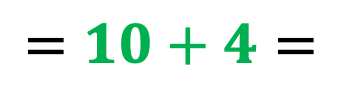 = 10 + 4 =